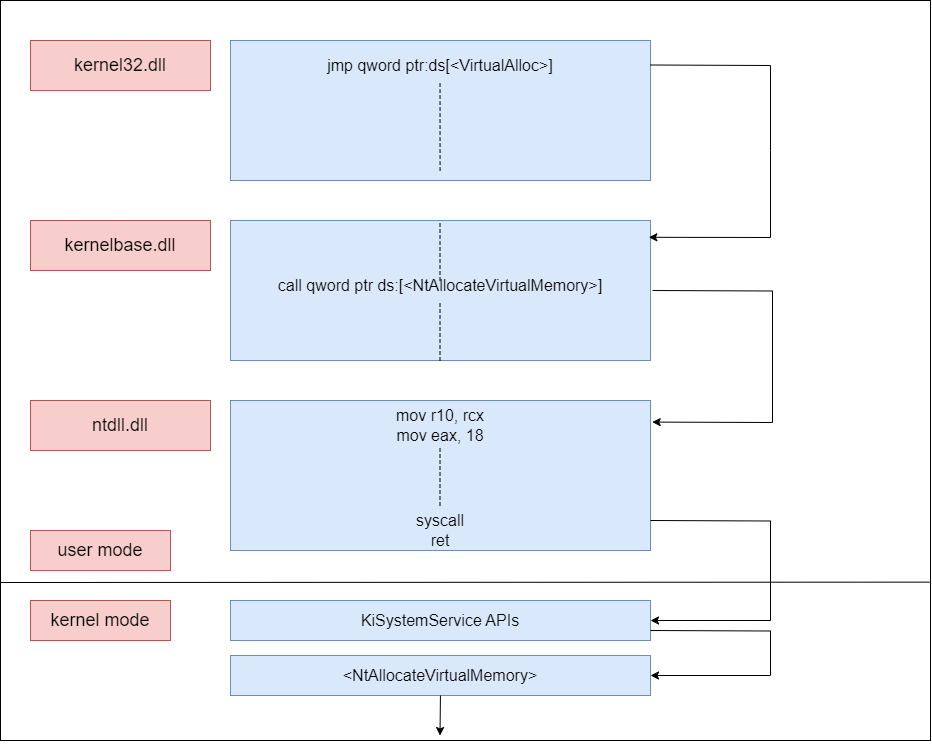 kernel32.dll
jmp qword ptr:ds[<VirtualAlloc>]
kernelbase.dll
call qword ptr ds:[<NtAllocateVirtualMemory>]
ntdll.dll
mov r10, rcx
mov eax, 18
syscall
ret
user mode
kernel mode
KiSystemService APIs
<NtAllocateVirtualMemory>